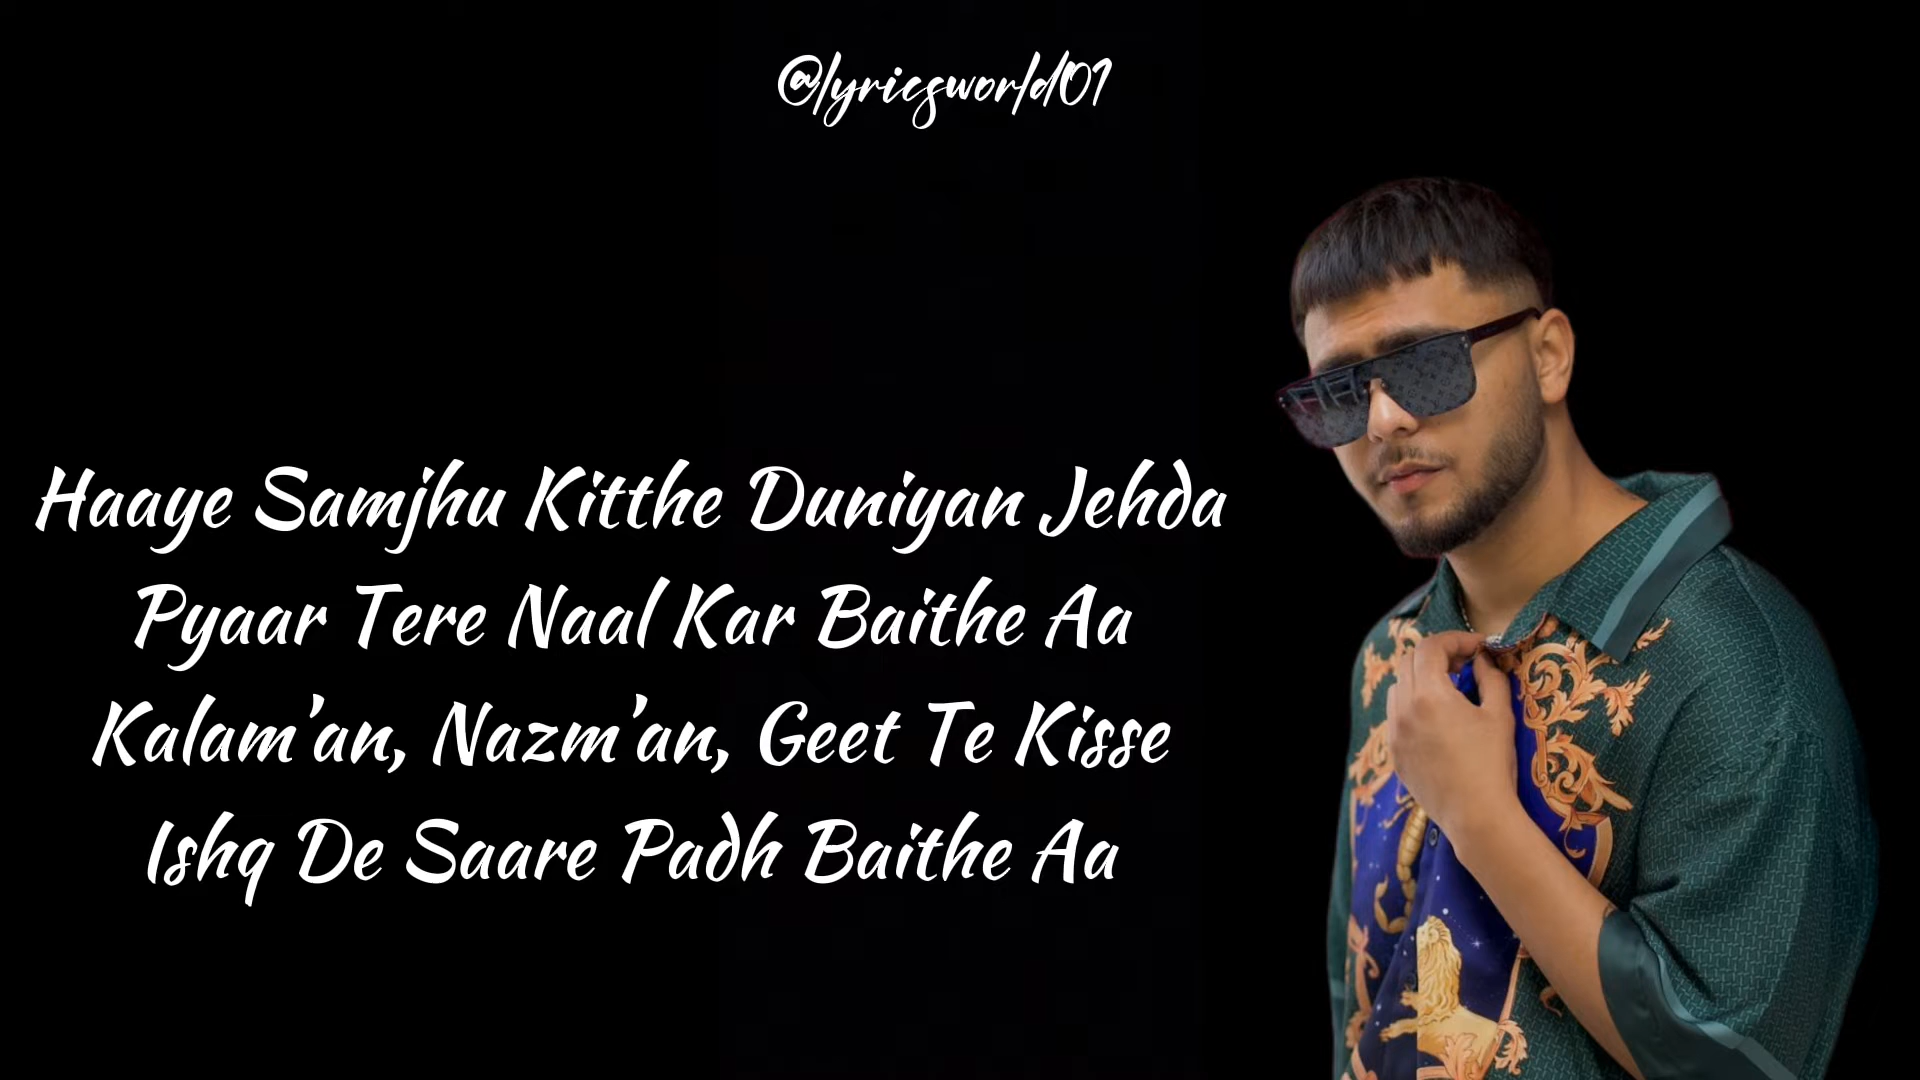 @lyricsworld01
Haaye Samjhu Kitthe Duniyan Jehda
Pyaar Tere Naal Kar Baithe Aa
Kalam'an, Nazm'an, Geet Te Kisse
Ishq De Saare Padh Baithe Aa